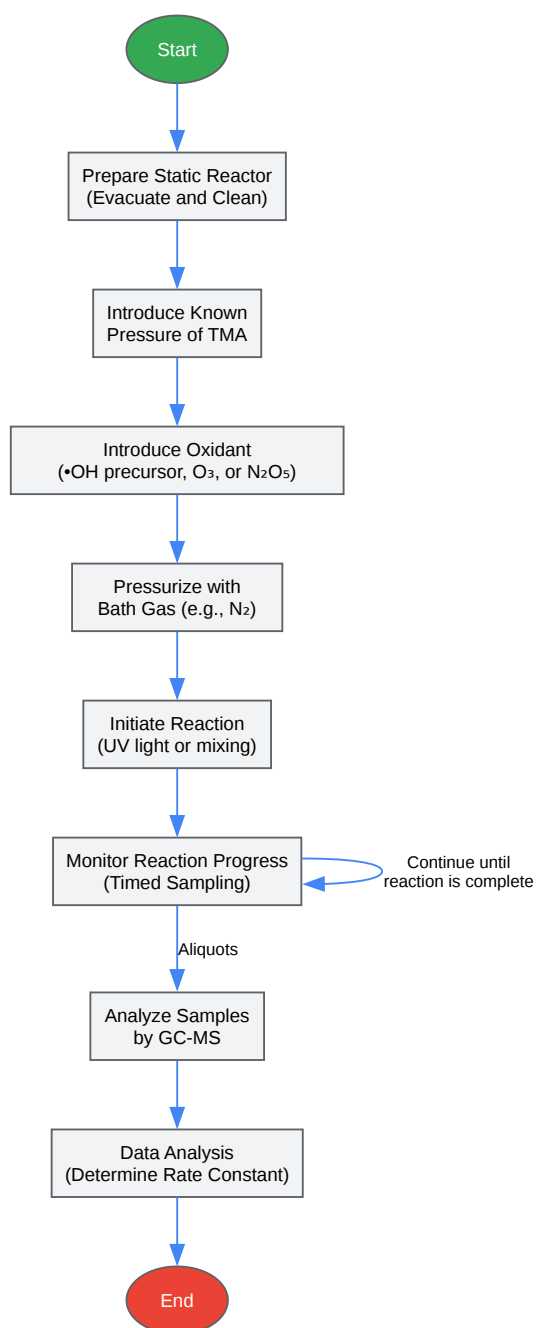 Start
Prepare Static Reactor
(Evacuate and Clean)
Introduce Known
Pressure of TMA
Introduce Oxidant
(•OH precursor, O₃, or N₂O₅)
Pressurize with
Bath Gas (e.g., N₂)
Initiate Reaction
(UV light or mixing)
Monitor Reaction Progress
(Timed Sampling)
Continue until
reaction is complete
Aliquots
Analyze Samples
by GC-MS
Data Analysis
(Determine Rate Constant)
End